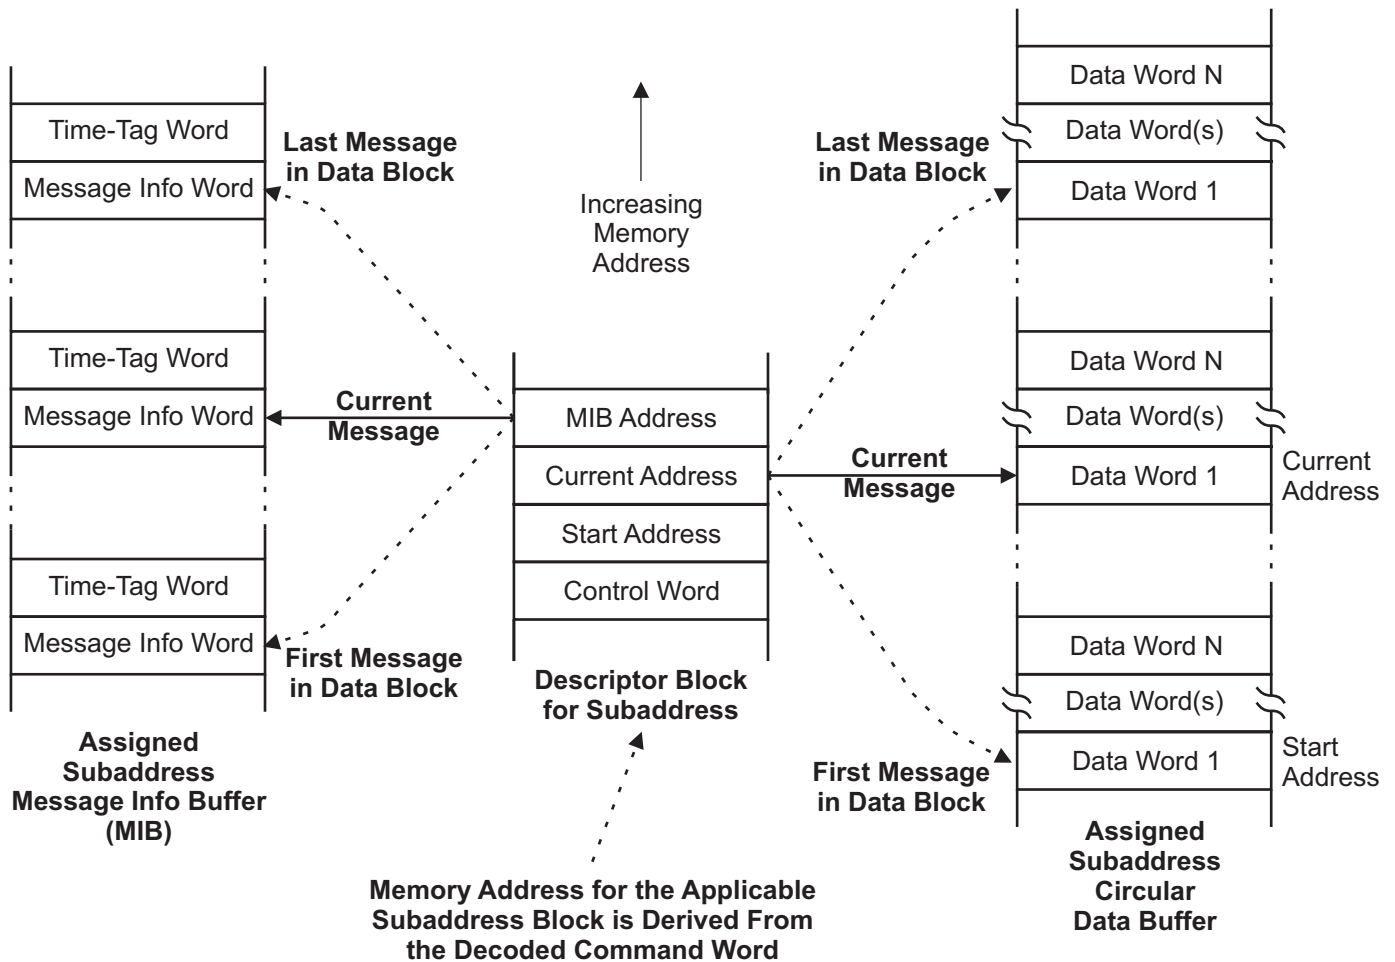 Time-Tag Word
Message Info Word
Time-Tag Word
Message Info Word
Time-Tag Word
Message Info Word
Assigned
Subaddress
Message Info Buffer
(MIB)
Last Message
in Data Block
Current
Message
First Message
in Data Block
Increasing
Memory
Address
MIB Address
Current Address
Start Address
Control Word
Descriptor Block
for Subaddress
Memory Address for the Applicable
Subaddress Block is Derived From
the Decoded Command Word
Last Message
in Data Block
Current
Message
First Message
in Data Block
Data Word N
Data Word(s)
Data Word 1
Data Word N
Data Word(s)
Data Word 1
Current
Address
Data Word N
Data Word(s)
Data Word 1
Start
Address
Assigned
Subaddress
Circular
Data Buffer